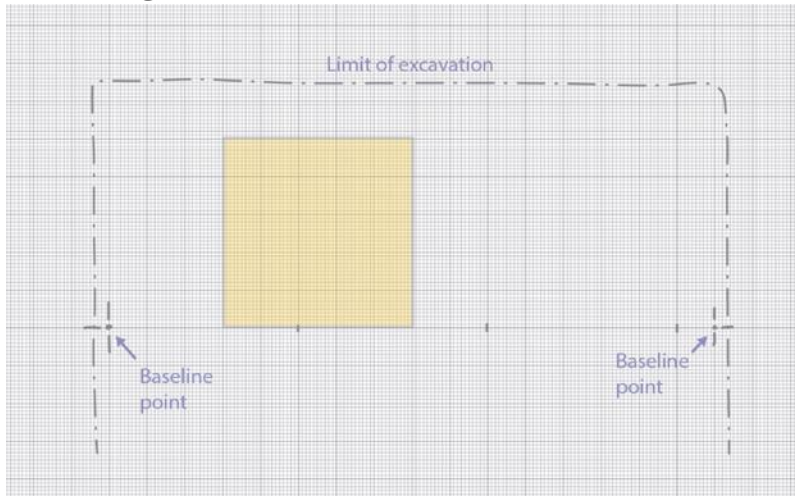 Limit of excavation
Baseline
point
Baseline
point